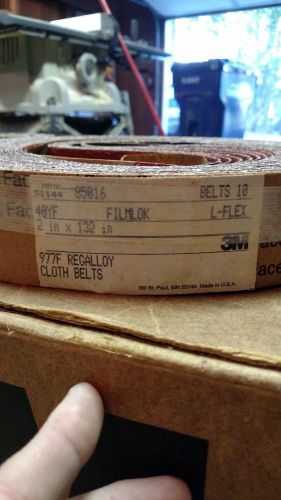 51144 85016 BELTS 10
40YF FILMLOK L-FLEX
2 in x 132 in
3M
977F REGALLOY
CLOTH BELTS
3M St. Paul, MN 55144 Made in U.S.A.